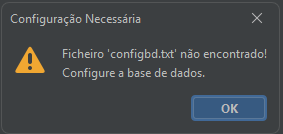 Configuração Necessária
Ficheiro 'configbd.txt' não encontrado!
Configure a base de dados.
OK